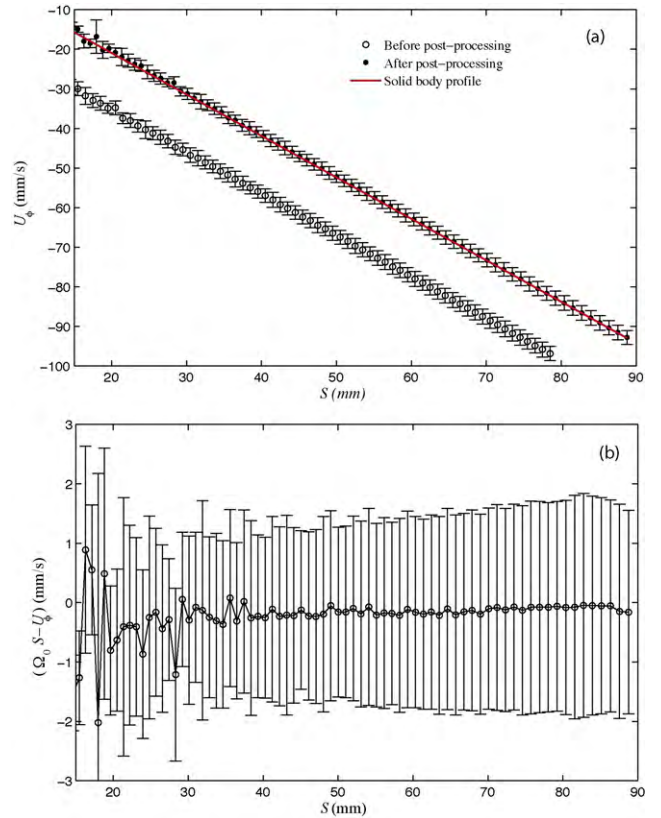 -10
(a)
-20
Before post-processing
After post-processing
-30
Solid body profile
-40
-50
U_ϕ (mm/s)
-60
-70
-80
-90
-100
20 30 40 50 60 70 80 90
S (mm)
3
(b)
2
1
0
(Ω_0 S-U_ϕ) (mm/s)
-1
-2
-3
20 30 40 50 60 70 80 90
S (mm)